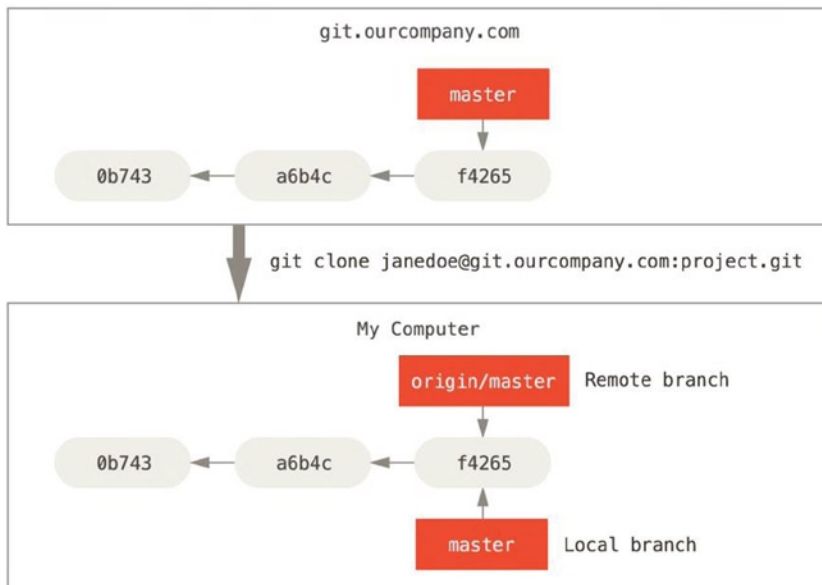 git.ourcompany.com
master
0b743
a6b4c
f4265
git clone janedoe@git.ourcompany.com:project.git
My Computer
origin/master
Remote branch
0b743
a6b4c
f4265
master
Local branch